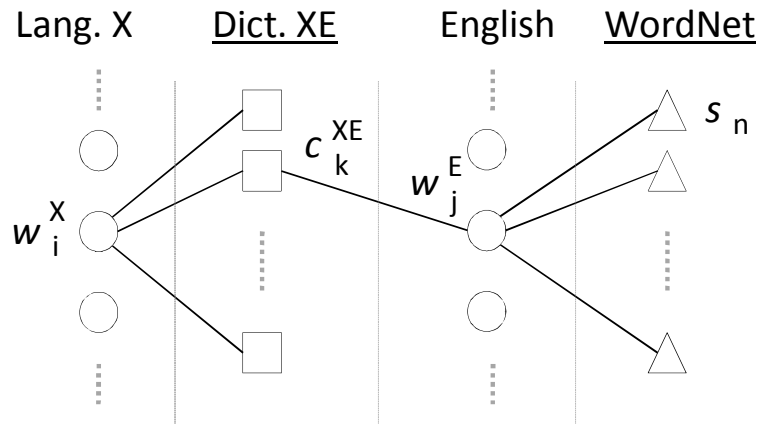 Lang. X Dict. XE English WordNet
s n
c XE k
w E j
w X i